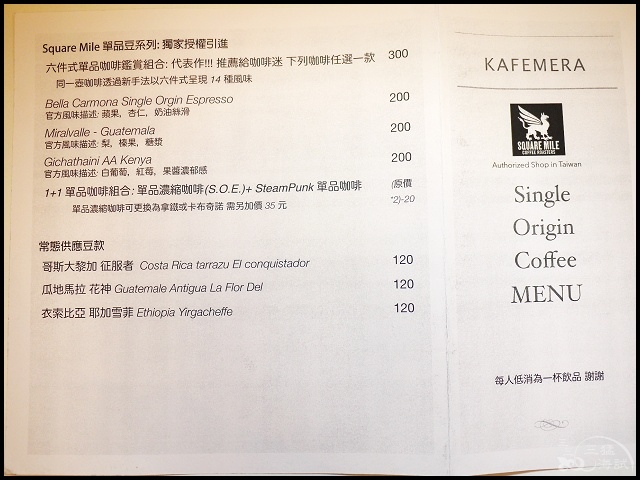 Square Mile 單品豆系列: 獨家授權引進
六件式單品咖啡鑑賞組合: 代表作!!! 推薦給咖啡迷 下列咖啡任選一款 300
同一壺咖啡透過新手法以六件式呈現 14 種風味
Bella Carmona Single Orgin Espresso 200
官方風味描述: 蘋果, 杏仁, 奶油絲滑
Miralvalle - Guatemala 200
官方風味描述: 梨, 榛果, 糖漿
Gichathaini AA Kenya 200
官方風味描述: 白葡萄, 紅莓, 果醬濃郁感
1+1 單品咖啡組合: 單品濃縮咖啡(S.O.E.)+ SteamPunk 單品咖啡 (原價
單品濃縮咖啡可更換為拿鐵或卡布奇諾 需另加價 35 元 *2)-20
常態供應豆款
哥斯大黎加 征服者 Costa Rica tarrazu El conquistador 120
瓜地馬拉 花神 Guatemale Antigua La Flor Del 120
衣索比亞 耶加雪菲 Ethiopia Yirgacheffe 120
KAFEMERA
SQUARE MILE
COFFEE ROASTERS
Authorized Shop in Taiwan
Single
Origin
Coffee
MENU
每人低消為一杯飲品 謝謝